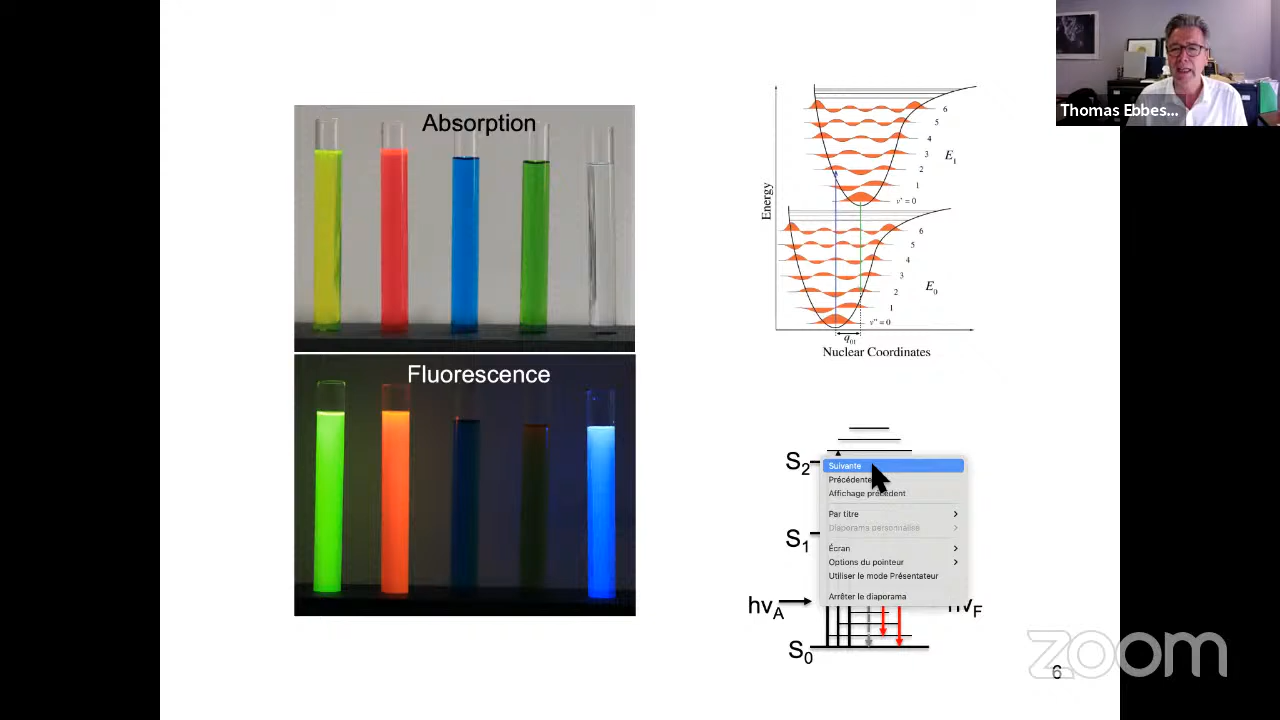 Absorption
Fluorescence
Thomas Ebbes...
Energy
6
5
4
3
2
1
v' = 0
E1
6
5
4
3
2
1
v'' = 0
E0
q01
Nuclear Coordinates
S2
S1
hνA
S0
Suivante
Précédente
Affichage précédent
Par titre
Diaporama personnalisé
Écran
Options du pointeur
Utiliser le mode Présentateur
Arrêter le diaporama
hνF
zoom
6